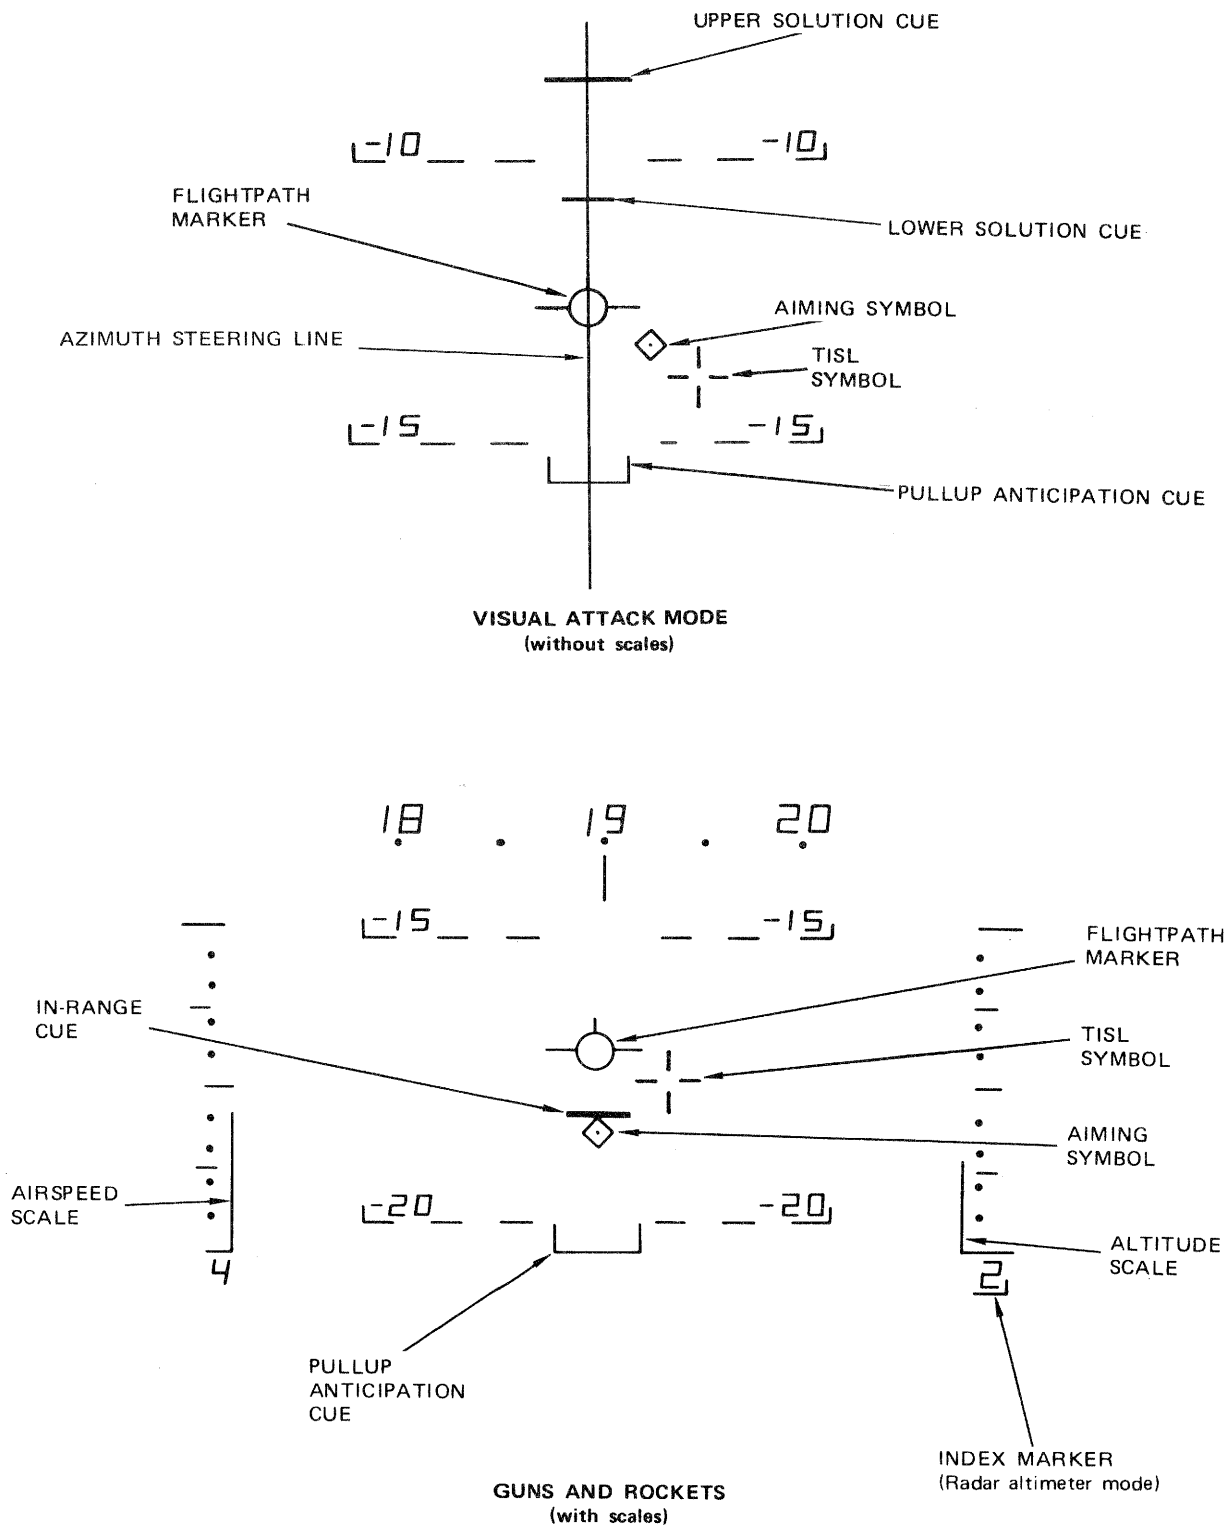 UPPER SOLUTION CUE
-10
-10
FLIGHTPATH
MARKER
LOWER SOLUTION CUE
AIMING SYMBOL
AZIMUTH STEERING LINE
TISL
SYMBOL
-15
-15
PULLUP ANTICIPATION CUE
VISUAL ATTACK MODE
(without scales)
18
19
20
-15
-15
FLIGHTPATH
MARKER
IN-RANGE
CUE
TISL
SYMBOL
AIMING
SYMBOL
AIRSPEED
SCALE
-20
-20
ALTITUDE
SCALE
4
2
PULLUP
ANTICIPATION
CUE
INDEX MARKER
(Radar altimeter mode)
GUNS AND ROCKETS
(with scales)